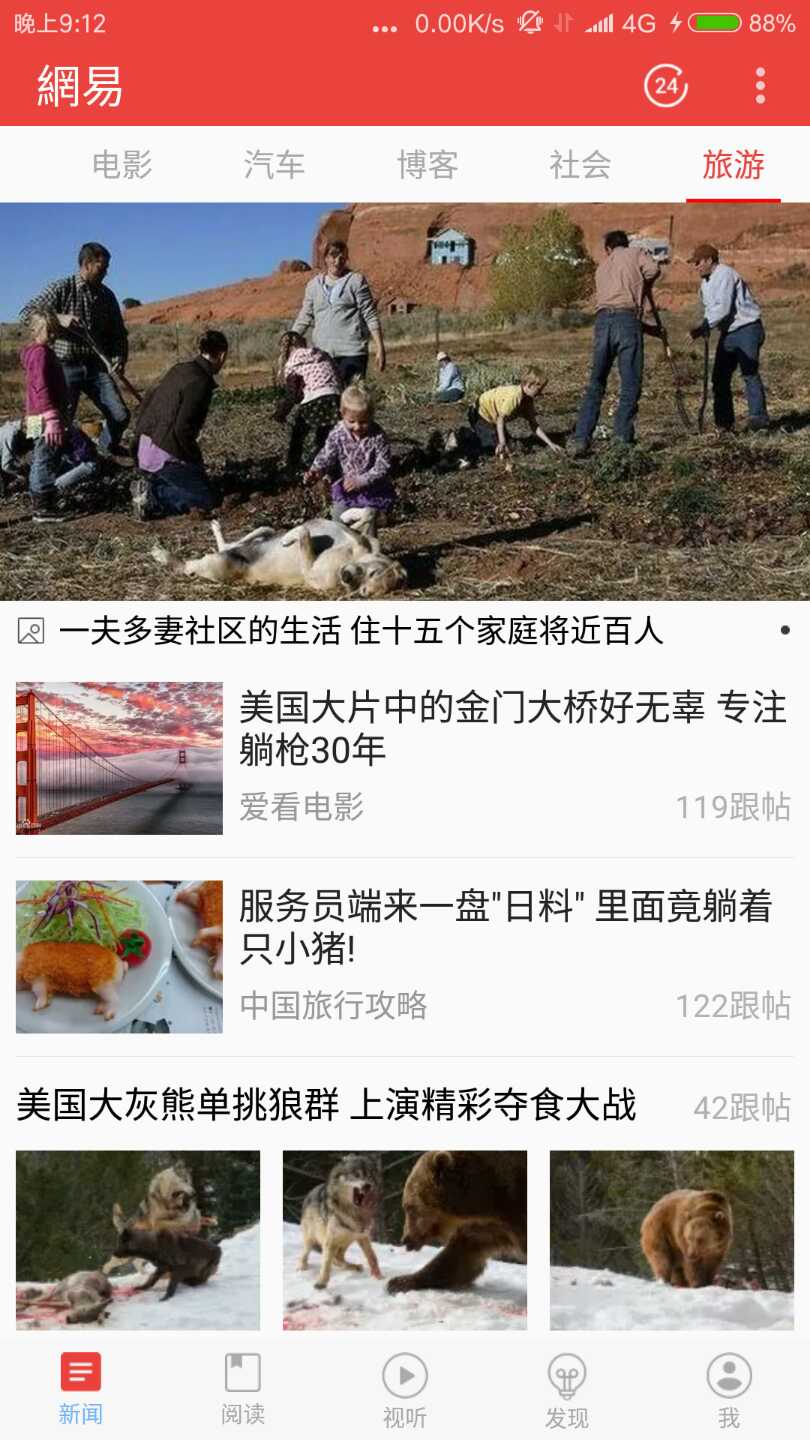 晚上9:12 ... 0.00K/s 4G 88%
網易 24
电影 汽车 博客 社会 旅游
一夫多妻社区的生活 住十五个家庭将近百人
美国大片中的金门大桥好无辜 专注
躺枪30年
爱看电影 119跟帖
服务员端来一盘"日料" 里面竟躺着
只小猪!
中国旅行攻略 122跟帖
美国大灰熊单挑狼群 上演精彩夺食大战 42跟帖
新闻 阅读 视听 发现 我